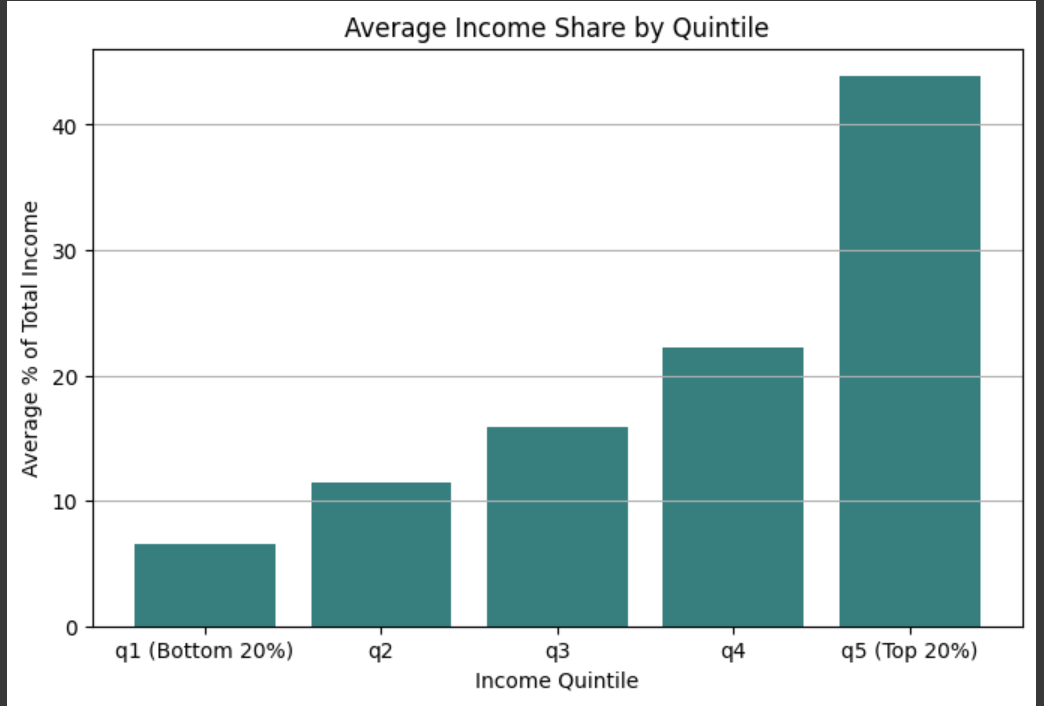 Average Income Share by Quintile
Average % of Total Income
40
30
20
10
0
q1 (Bottom 20%) q2 q3 q4 q5 (Top 20%)
Income Quintile